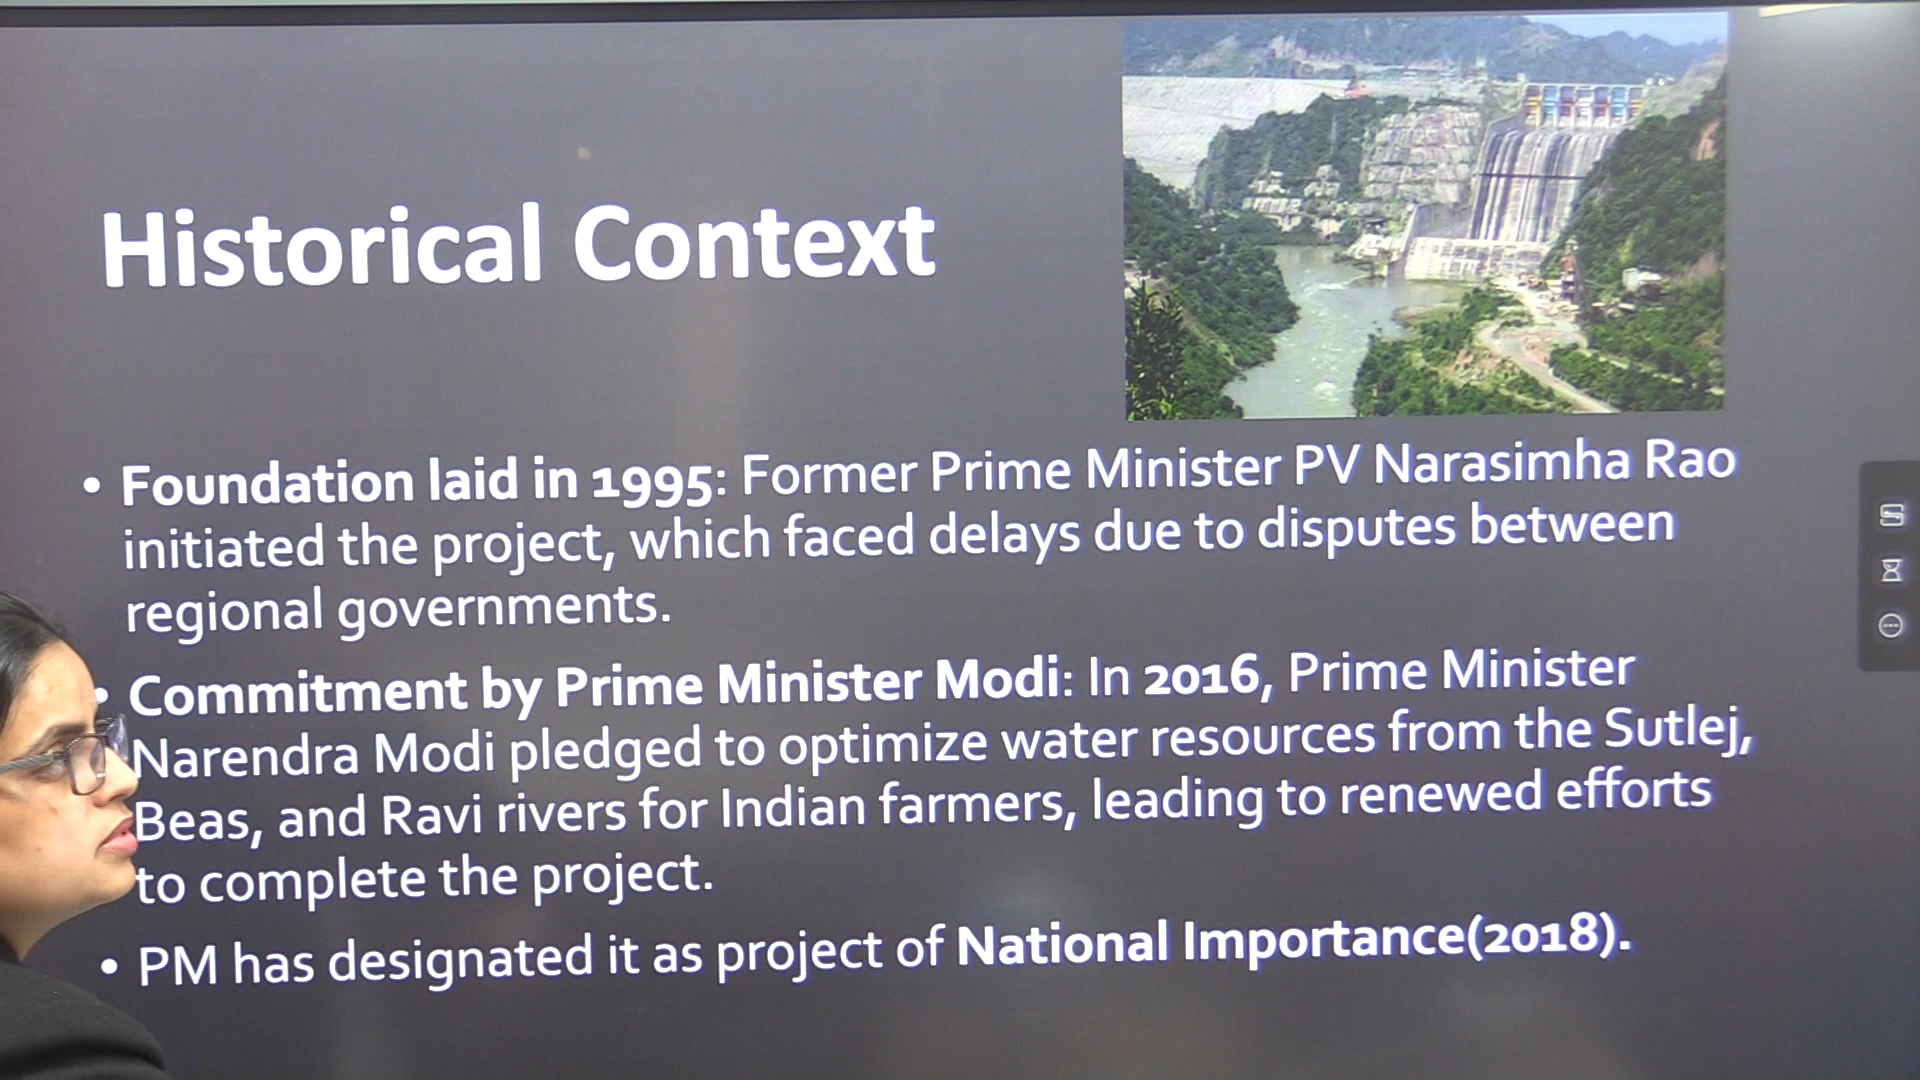 Historical Context
• Foundation laid in 1995: Former Prime Minister PV Narasimha Rao
initiated the project, which faced delays due to disputes between
regional governments.
• Commitment by Prime Minister Modi: In 2016, Prime Minister
Narendra Modi pledged to optimize water resources from the Sutlej,
Beas, and Ravi rivers for Indian farmers, leading to renewed efforts
to complete the project.
• PM has designated it as project of National Importance(2018).